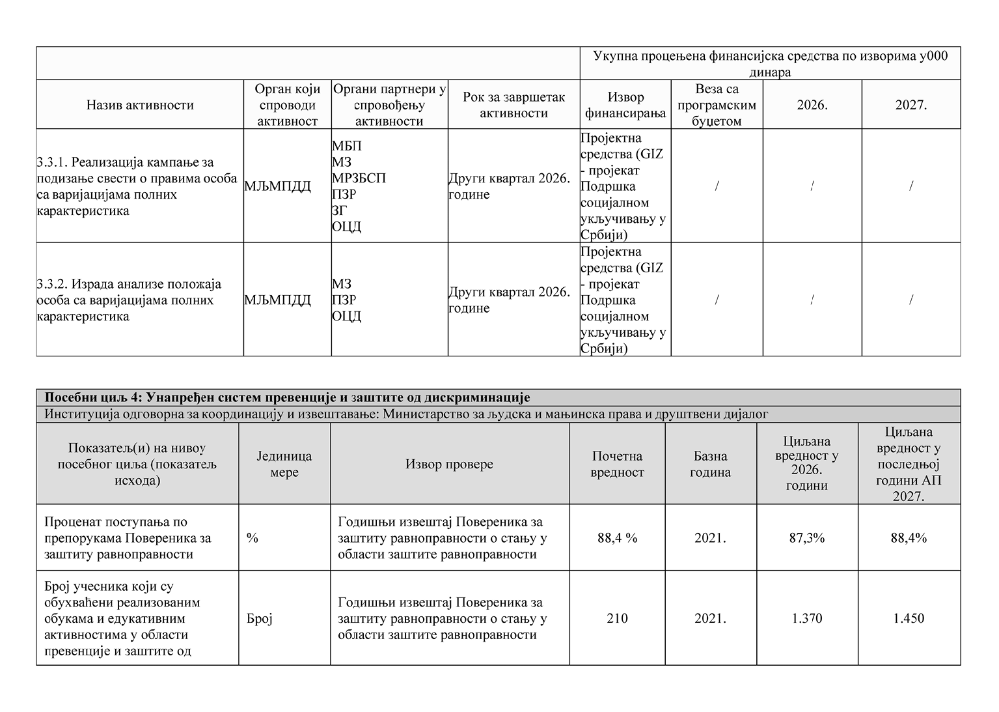 Укупна процењена финансијска средства по изворима у000
динара
Назив активности
Орган који
спроводи
активност
Органи партнери у
спровођењу
активности
Рок за завршетак
активности
Извор
финансирања
Веза са
програмским
буџетом
2026.
2027.
3.3.1. Реализација кампање за
подизање свести о правима особа
са варијацијама полних
карактеристика
МЉМПДД
МБП
МЗ
МРЗБСП
ПЗР
ЗГ
ОЦД
Други квартал 2026.
године
Пројектна
средства (GIZ
- пројекат
Подршка
социјалном
укључивању у
Србији)
/
/
/
3.3.2. Израда анализе положаја
особа са варијацијама полних
карактеристика
МЉМПДД
МЗ
ПЗР
ОЦД
Други квартал 2026.
године
Пројектна
средства (GIZ
- пројекат
Подршка
социјалном
укључивању у
Србији)
/
/
/
Посебни циљ 4: Унапређен систем превенције и заштите од дискриминације
Институција одговорна за координацију и извештавање: Министарство за људска и мањинска права и друштвени дијалог
Показатељ(и) на нивоу
посебног циља (показатељ
исхода)
Јединица
мере
Извор провере
Почетна
вредност
Базна
година
Циљана
вредност у
2026.
години
Циљана
вредност у
последњој
години АП
2027.
Проценат поступања по
препорукама Повереника за
заштиту равноправности
%
Годишњи извештај Повереника за
заштиту равноправности о стању у
области заштите равноправности
88,4 %
2021.
87,3%
88,4%
Број учесника који су
обухваћени реализованим
обукама и едукативним
активностима у области
превенције и заштите од
Број
Годишњи извештај Повереника за
заштиту равноправности о стању у
области заштите равноправности
210
2021.
1.370
1.450